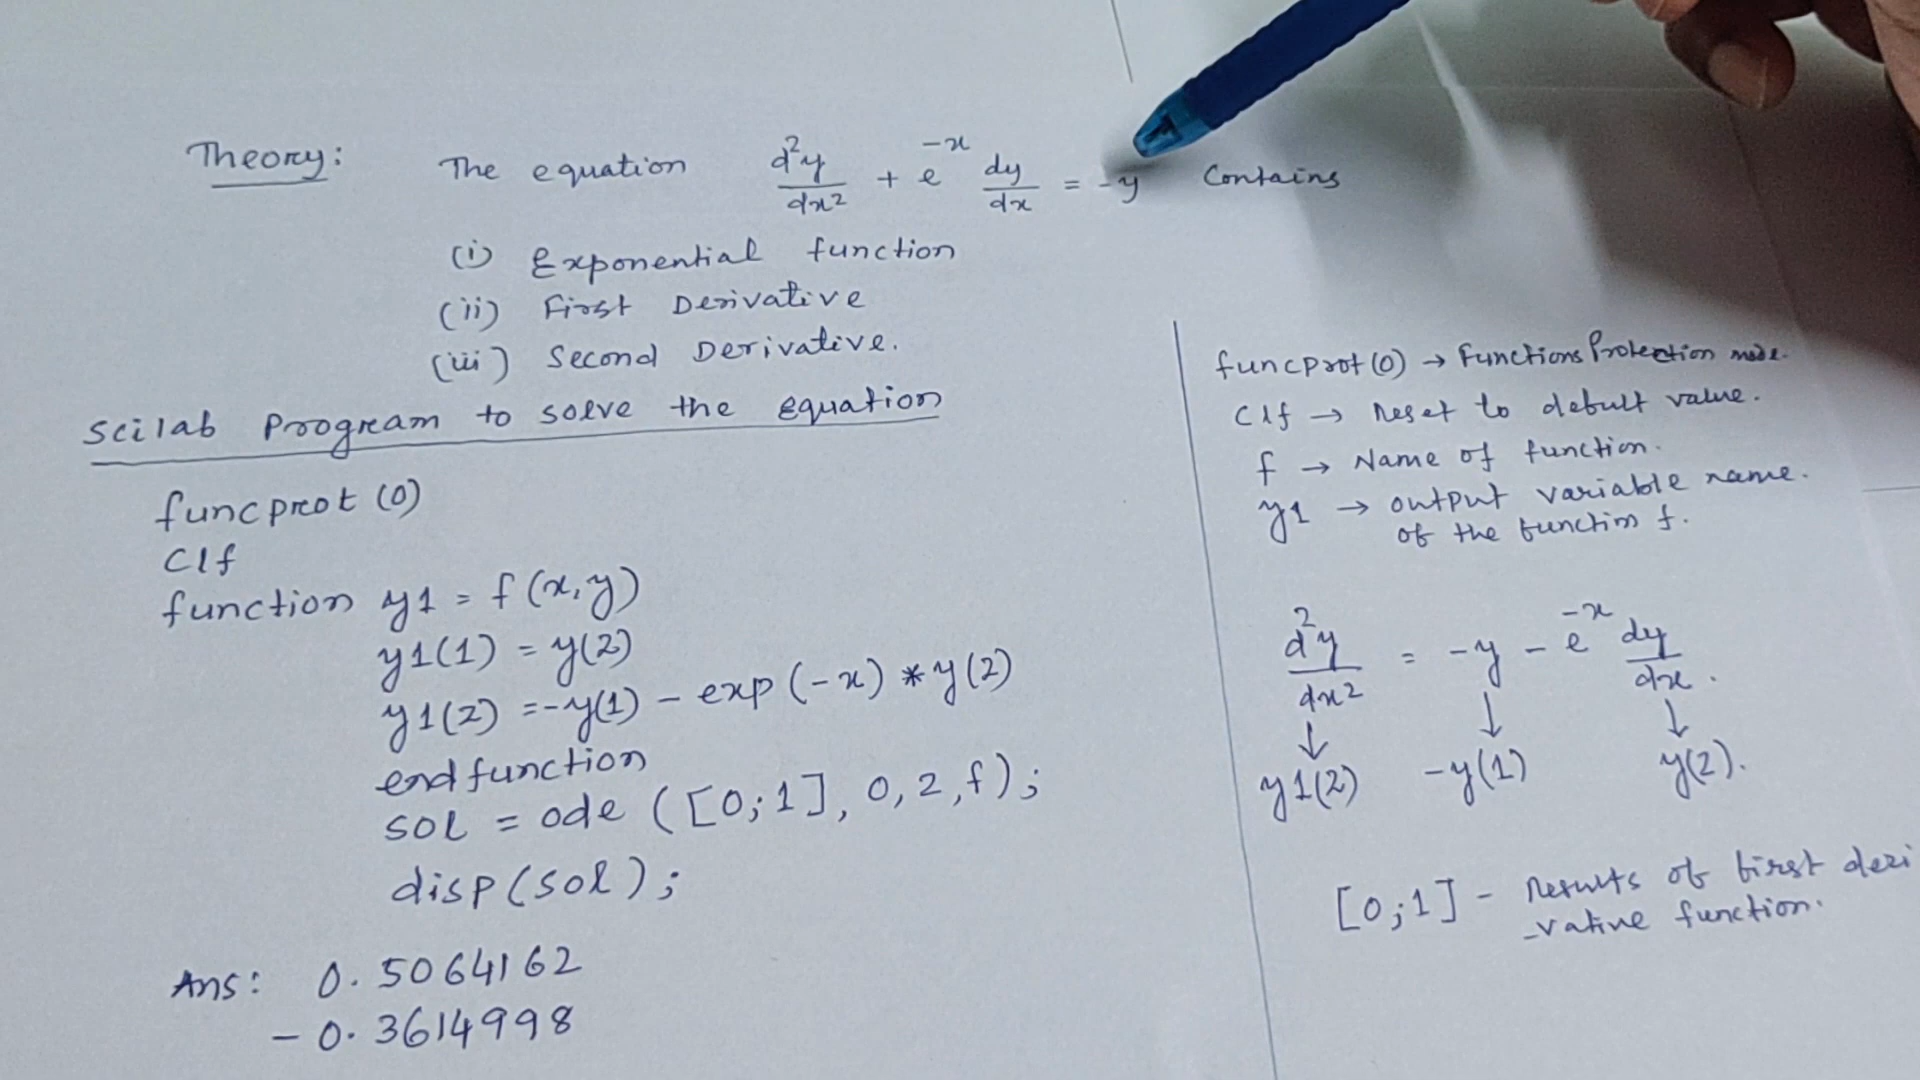 Theory: The equation d²y/dx² + e^-x dy/dx = -y Contains
(i) Exponential function
(ii) First Derivative
(iii) Second Derivative.
Scilab Program to solve the equation
funcprot (0)
Clf
function y1 = f(x,y)
y1(1) = y(2)
y1(2) =-y(1) - exp(-x) * y(2)
endfunction
sol = ode ([0;1], 0,2,f);
disp(sol);
Ans: 0.5064162
-0.3614998
funcprot (0) → Functions Protection mode.
Clf → Reset to debult value.
f → Name of function.
y1 → output variable name.
of the function f.
d²y/dx² = -y - e^-x dy/dx.
↓ ↓ ↓
y1(2) -y(1) y(2).
[0;1] - Results of first deri
-vative function.